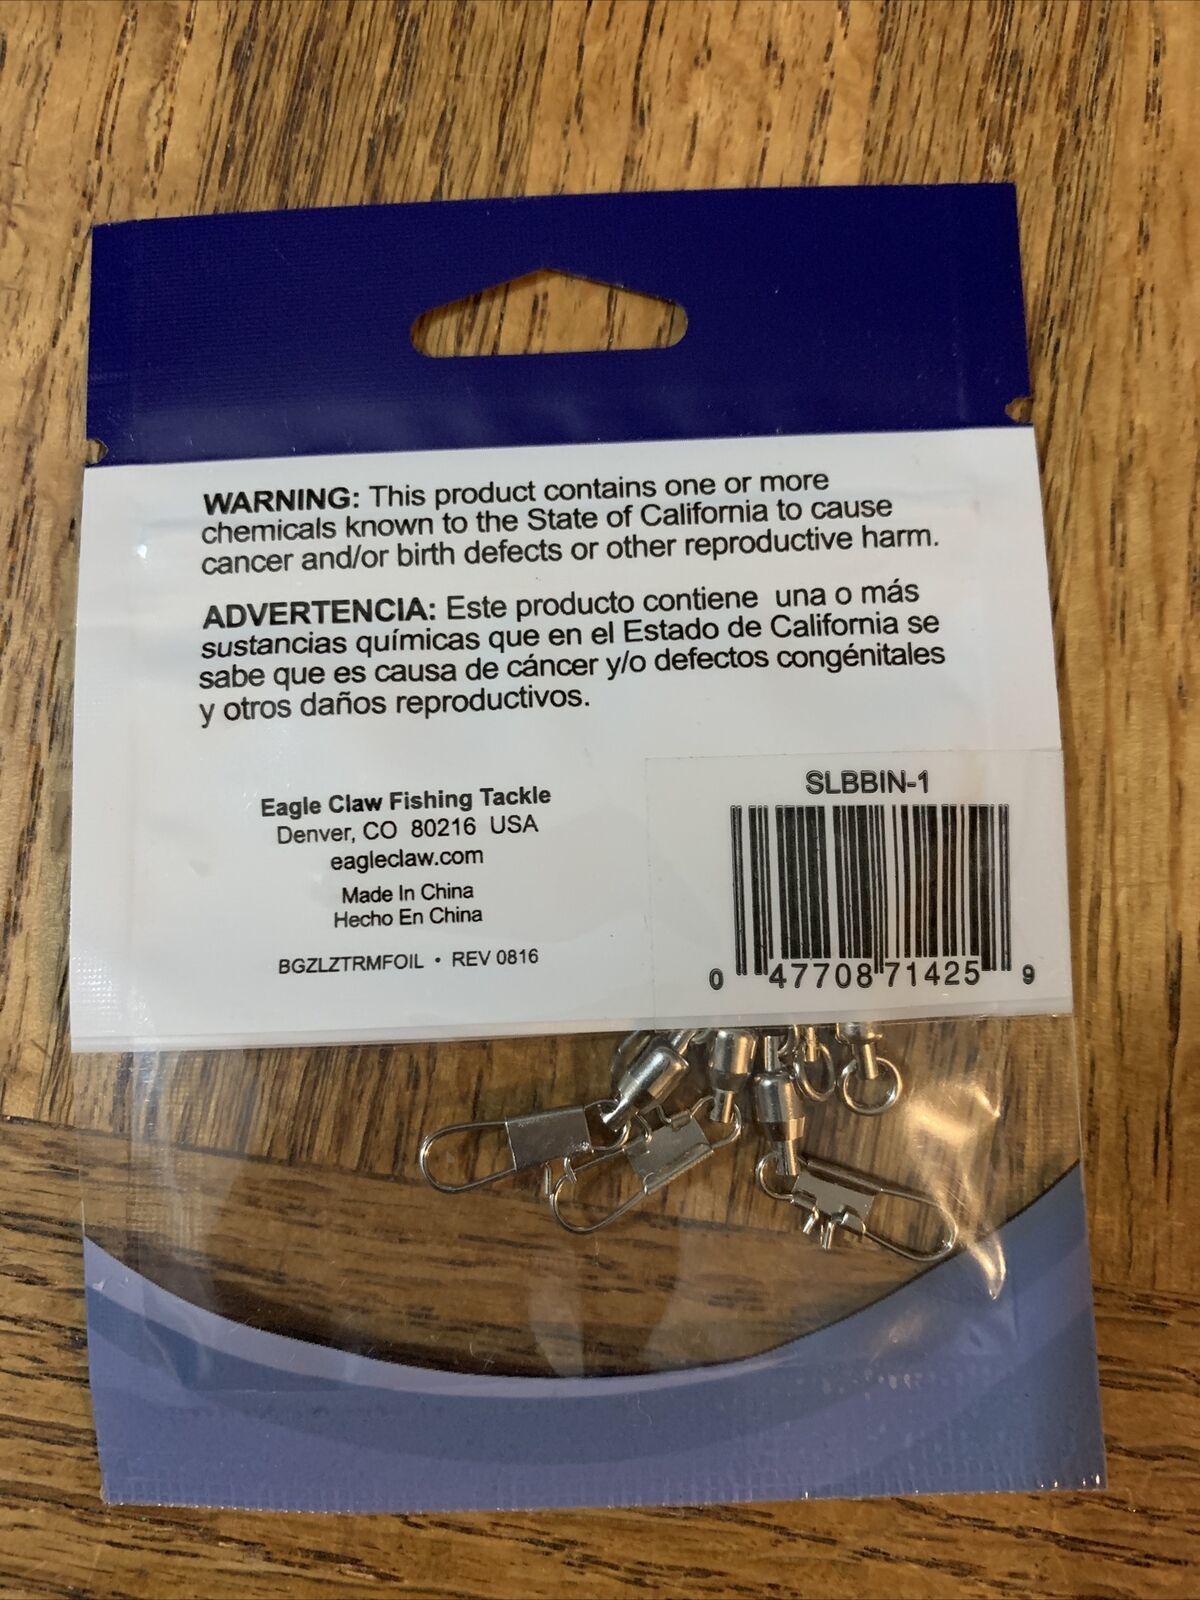 WARNING: This product contains one or more
chemicals known to the State of California to cause
cancer and/or birth defects or other reproductive harm.
ADVERTENCIA: Este producto contiene una o más
sustancias químicas que en el Estado de California se
sabe que es causa de cáncer y/o defectos congénitales
y otros daños reproductivos.
Eagle Claw Fishing Tackle
Denver, CO 80216 USA
eagleclaw.com
Made In China
Hecho En China
BGZLZTRMFOIL • REV 0816
SLBBIN-1
0 47708 71425 9